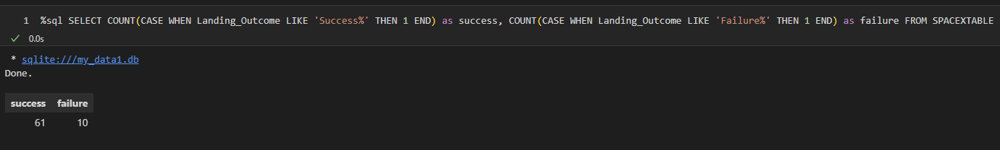 1 %sql SELECT COUNT(CASE WHEN Landing_Outcome LIKE 'Success%' THEN 1 END) as success, COUNT(CASE WHEN Landing_Outcome LIKE 'Failure%' THEN 1 END) as failure FROM SPACEXTABLE
✓ 0.0s
* sqlite:///my_data1.db
Done.
success failure
61 10